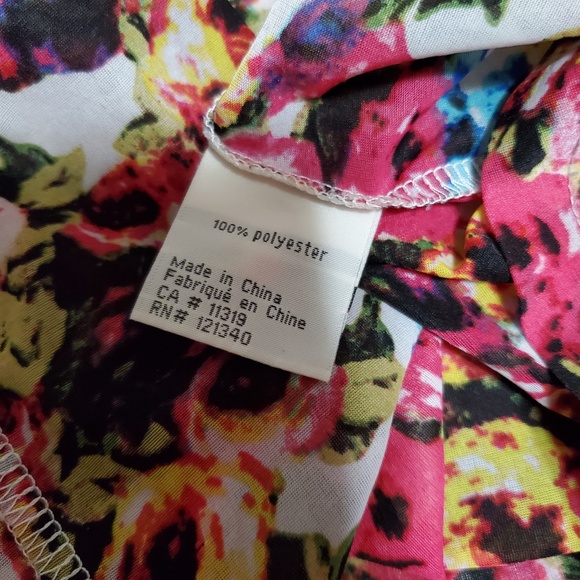 100% polyester
Made in China
Fabriqué en Chine
CA # 11319
RN# 121340